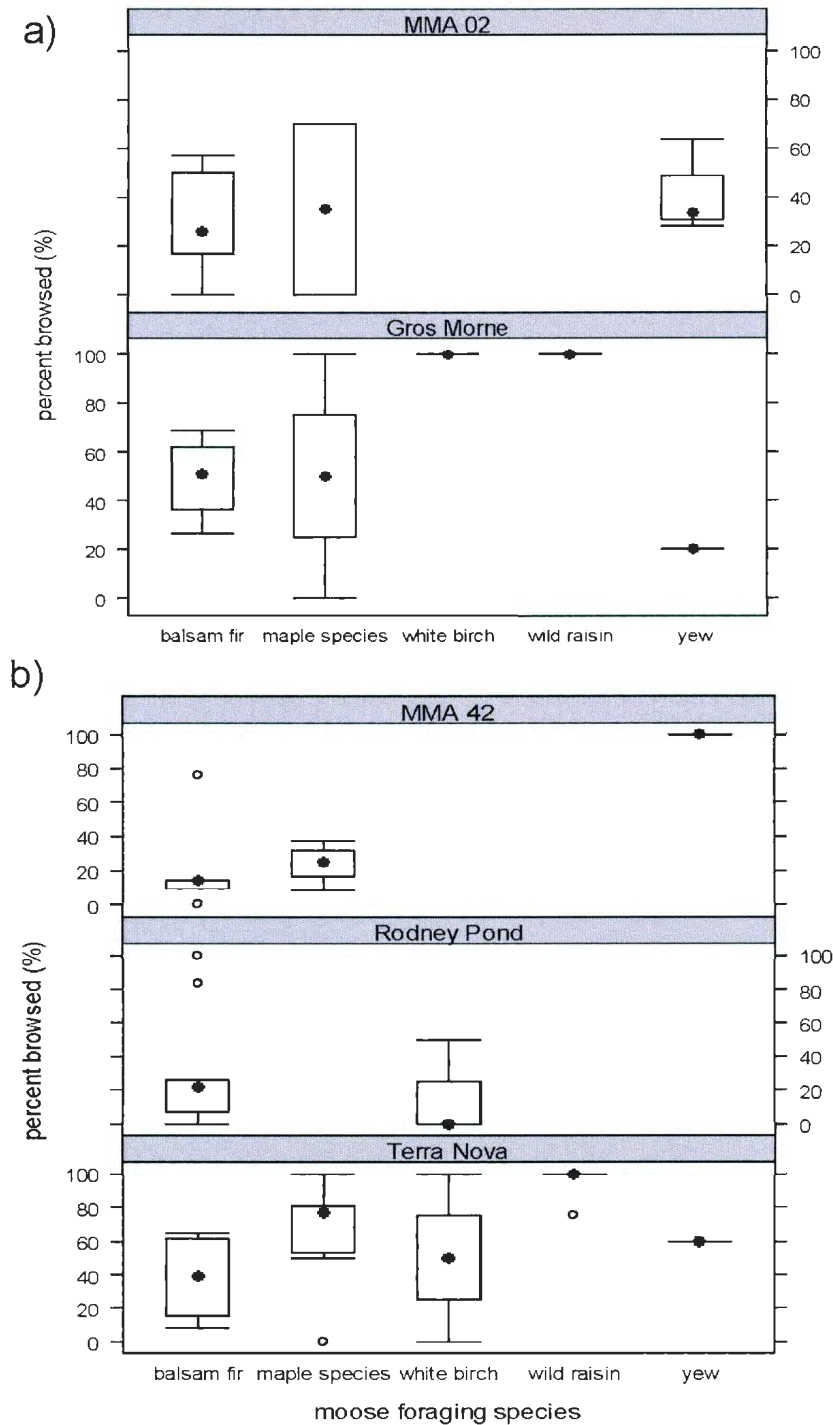 a)
MMA 02
100
80
60
40
20
0
percent browsed (%)
Gros Morne
100
80
60
40
20
0
balsam fir maple species white birch wild raisin yew
b)
MMA 42
100
80
60
40
20
0
Rodney Pond
100
80
60
40
20
0
percent browsed (%)
Terra Nova
100
80
60
40
20
0
balsam fir maple species white birch wild raisin yew
moose foraging species